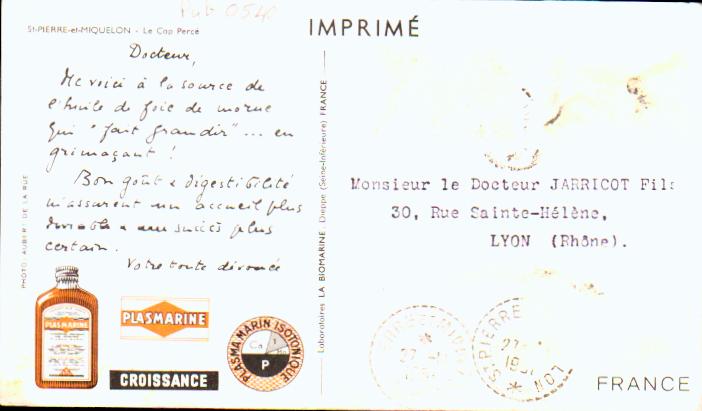 Pub 0540
St-PIERRE-et-MIQUELON - Le Cap Percé
IMPRIMÉ
Docteur,
Me voici à la source de
l'huile de foie de morue
qui "fait grandir"... en
grimaçant !
Bon goût & digestibilité
m'assurent un accueil plus
durable & un succès plus
certain.
Votre toute dévouée
PHOTO: AUBERT DE LA RÜE
PLASMARINE
PLASMARINE
CROISSANCE
PLASMA MARIN ISOTONIQUE
Ca
P
Laboratoires LA BIOMARINE Dieppe (Seine-Inférieure) FRANCE
Monsieur le Docteur JARRICOT Fils
30, Rue Sainte-Hélène,
LYON (Rhône).
ST PIERRE
FRANCE